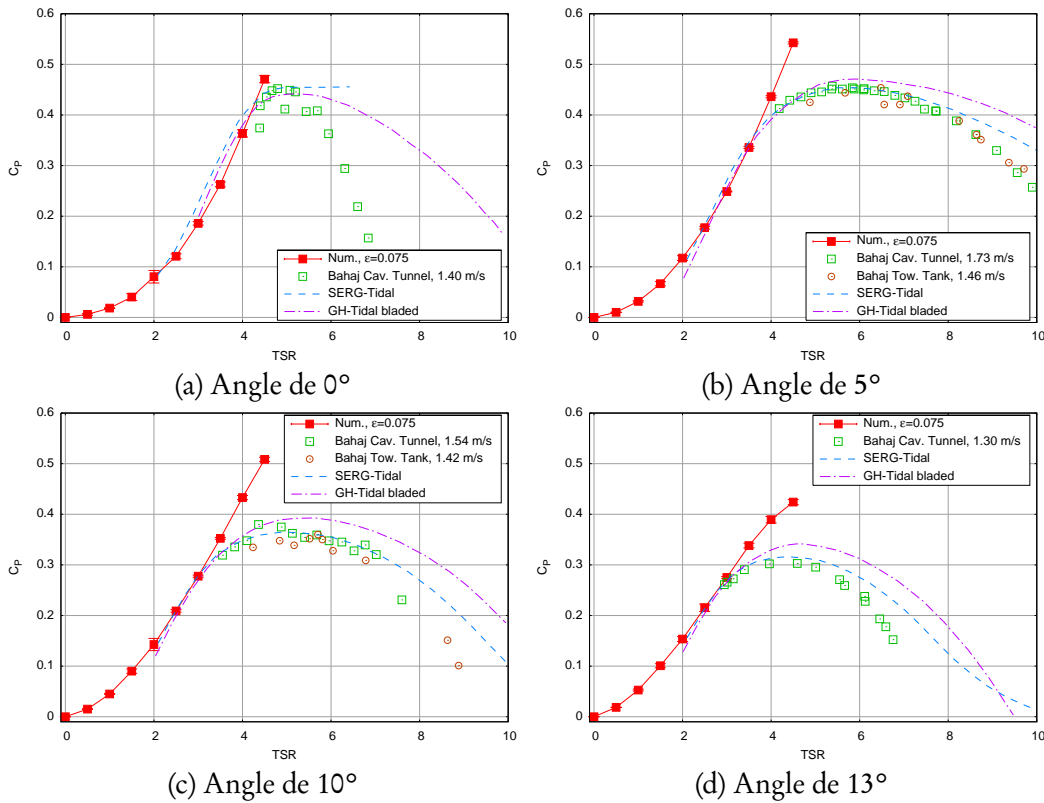 0.6
0.5
0.4
0.3
0.2
0.1
0
C_P
0 2 4 6 8 10
TSR
Num., ε=0.075
Bahaj Cav. Tunnel, 1.40 m/s
SERG-Tidal
GH-Tidal bladed
(a) Angle de 0°
0.6
0.5
0.4
0.3
0.2
0.1
0
C_P
0 2 4 6 8 10
TSR
Num., ε=0.075
Bahaj Cav. Tunnel, 1.73 m/s
Bahaj Tow. Tank, 1.46 m/s
SERG-Tidal
GH-Tidal bladed
(b) Angle de 5°
0.6
0.5
0.4
0.3
0.2
0.1
0
C_P
0 2 4 6 8 10
TSR
Num., ε=0.075
Bahaj Cav. Tunnel, 1.54 m/s
Bahaj Tow. Tank, 1.42 m/s
SERG-Tidal
GH-Tidal bladed
(c) Angle de 10°
0.6
0.5
0.4
0.3
0.2
0.1
0
C_P
0 2 4 6 8 10
TSR
Num., ε=0.075
Bahaj Cav. Tunnel, 1.30 m/s
SERG-Tidal
GH-Tidal bladed
(d) Angle de 13°